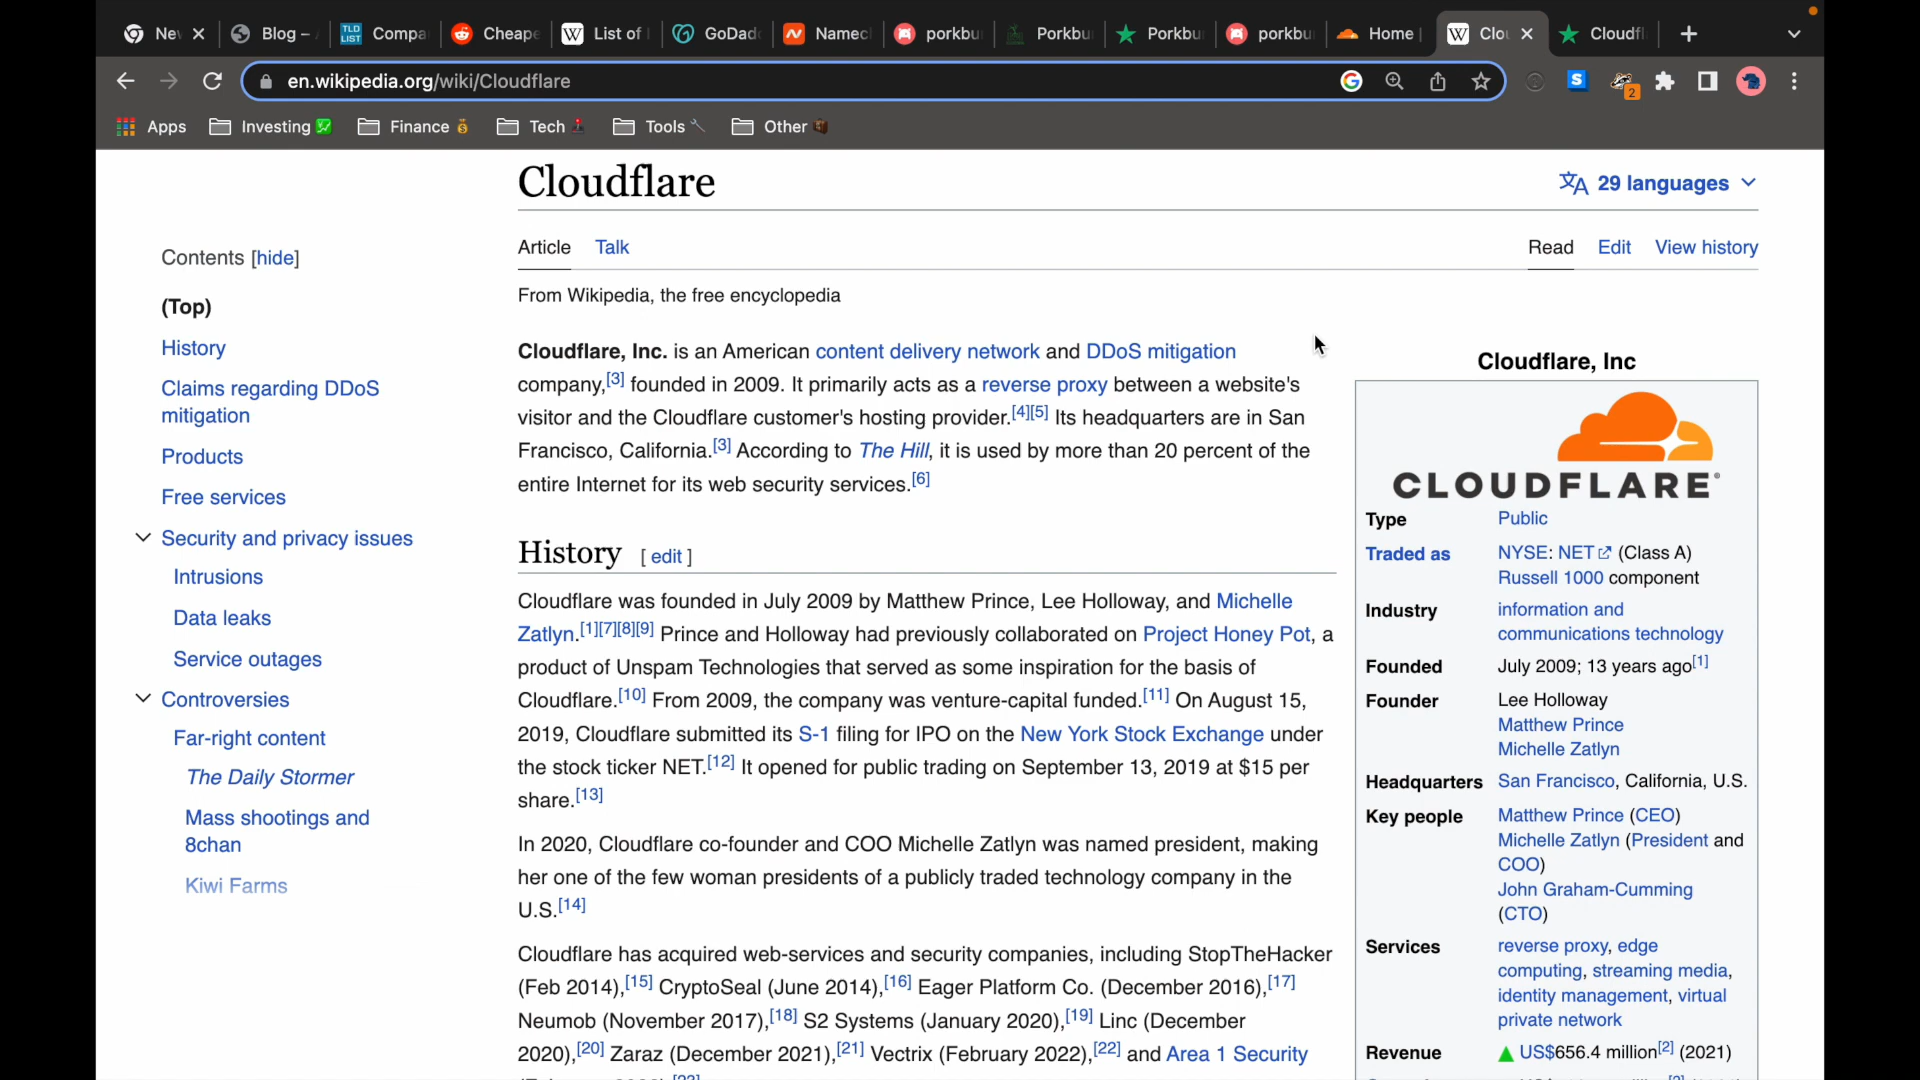 Ne
Blog –
TLD LIST
Compa
Cheape
List of
GoDad
Namec
porkbu
Porkbu
Porkbu
porkbu
Home |
Clou
Cloudfl
en.wikipedia.org/wiki/Cloudflare
2
Apps
Investing
Finance
Tech
Tools
Other
Cloudflare
29 languages
Contents [hide]
(Top)
History
Claims regarding DDoS
mitigation
Products
Free services
Security and privacy issues
Intrusions
Data leaks
Service outages
Controversies
Far-right content
The Daily Stormer
Mass shootings and
8chan
Kiwi Farms
Article
Talk
Read
Edit
View history
From Wikipedia, the free encyclopedia
Cloudflare, Inc. is an American content delivery network and DDoS mitigation
company,[3] founded in 2009. It primarily acts as a reverse proxy between a website's
visitor and the Cloudflare customer's hosting provider.[4][5] Its headquarters are in San
Francisco, California.[3] According to The Hill, it is used by more than 20 percent of the
entire Internet for its web security services.[6]
History [ edit ]
Cloudflare was founded in July 2009 by Matthew Prince, Lee Holloway, and Michelle
Zatlyn.[1][7][8][9] Prince and Holloway had previously collaborated on Project Honey Pot, a
product of Unspam Technologies that served as some inspiration for the basis of
Cloudflare.[10] From 2009, the company was venture-capital funded.[11] On August 15,
2019, Cloudflare submitted its S-1 filing for IPO on the New York Stock Exchange under
the stock ticker NET.[12] It opened for public trading on September 13, 2019 at $15 per
share.[13]
In 2020, Cloudflare co-founder and COO Michelle Zatlyn was named president, making
her one of the few woman presidents of a publicly traded technology company in the
U.S.[14]
Cloudflare has acquired web-services and security companies, including StopTheHacker
(Feb 2014),[15] CryptoSeal (June 2014),[16] Eager Platform Co. (December 2016),[17]
Neumob (November 2017),[18] S2 Systems (January 2020),[19] Linc (December
2020),[20] Zaraz (December 2021),[21] Vectrix (February 2022),[22] and Area 1 Security
Cloudflare, Inc
CLOUDFLARE®
Type Public
Traded as NYSE: NET (Class A)
Russell 1000 component
Industry information and
communications technology
Founded July 2009; 13 years ago[1]
Founder Lee Holloway
Matthew Prince
Michelle Zatlyn
Headquarters San Francisco, California, U.S.
Key people Matthew Prince (CEO)
Michelle Zatlyn (President and
COO)
John Graham-Cumming
(CTO)
Services reverse proxy, edge
computing, streaming media,
identity management, virtual
private network
Revenue ▲ US$656.4 million[2] (2021)